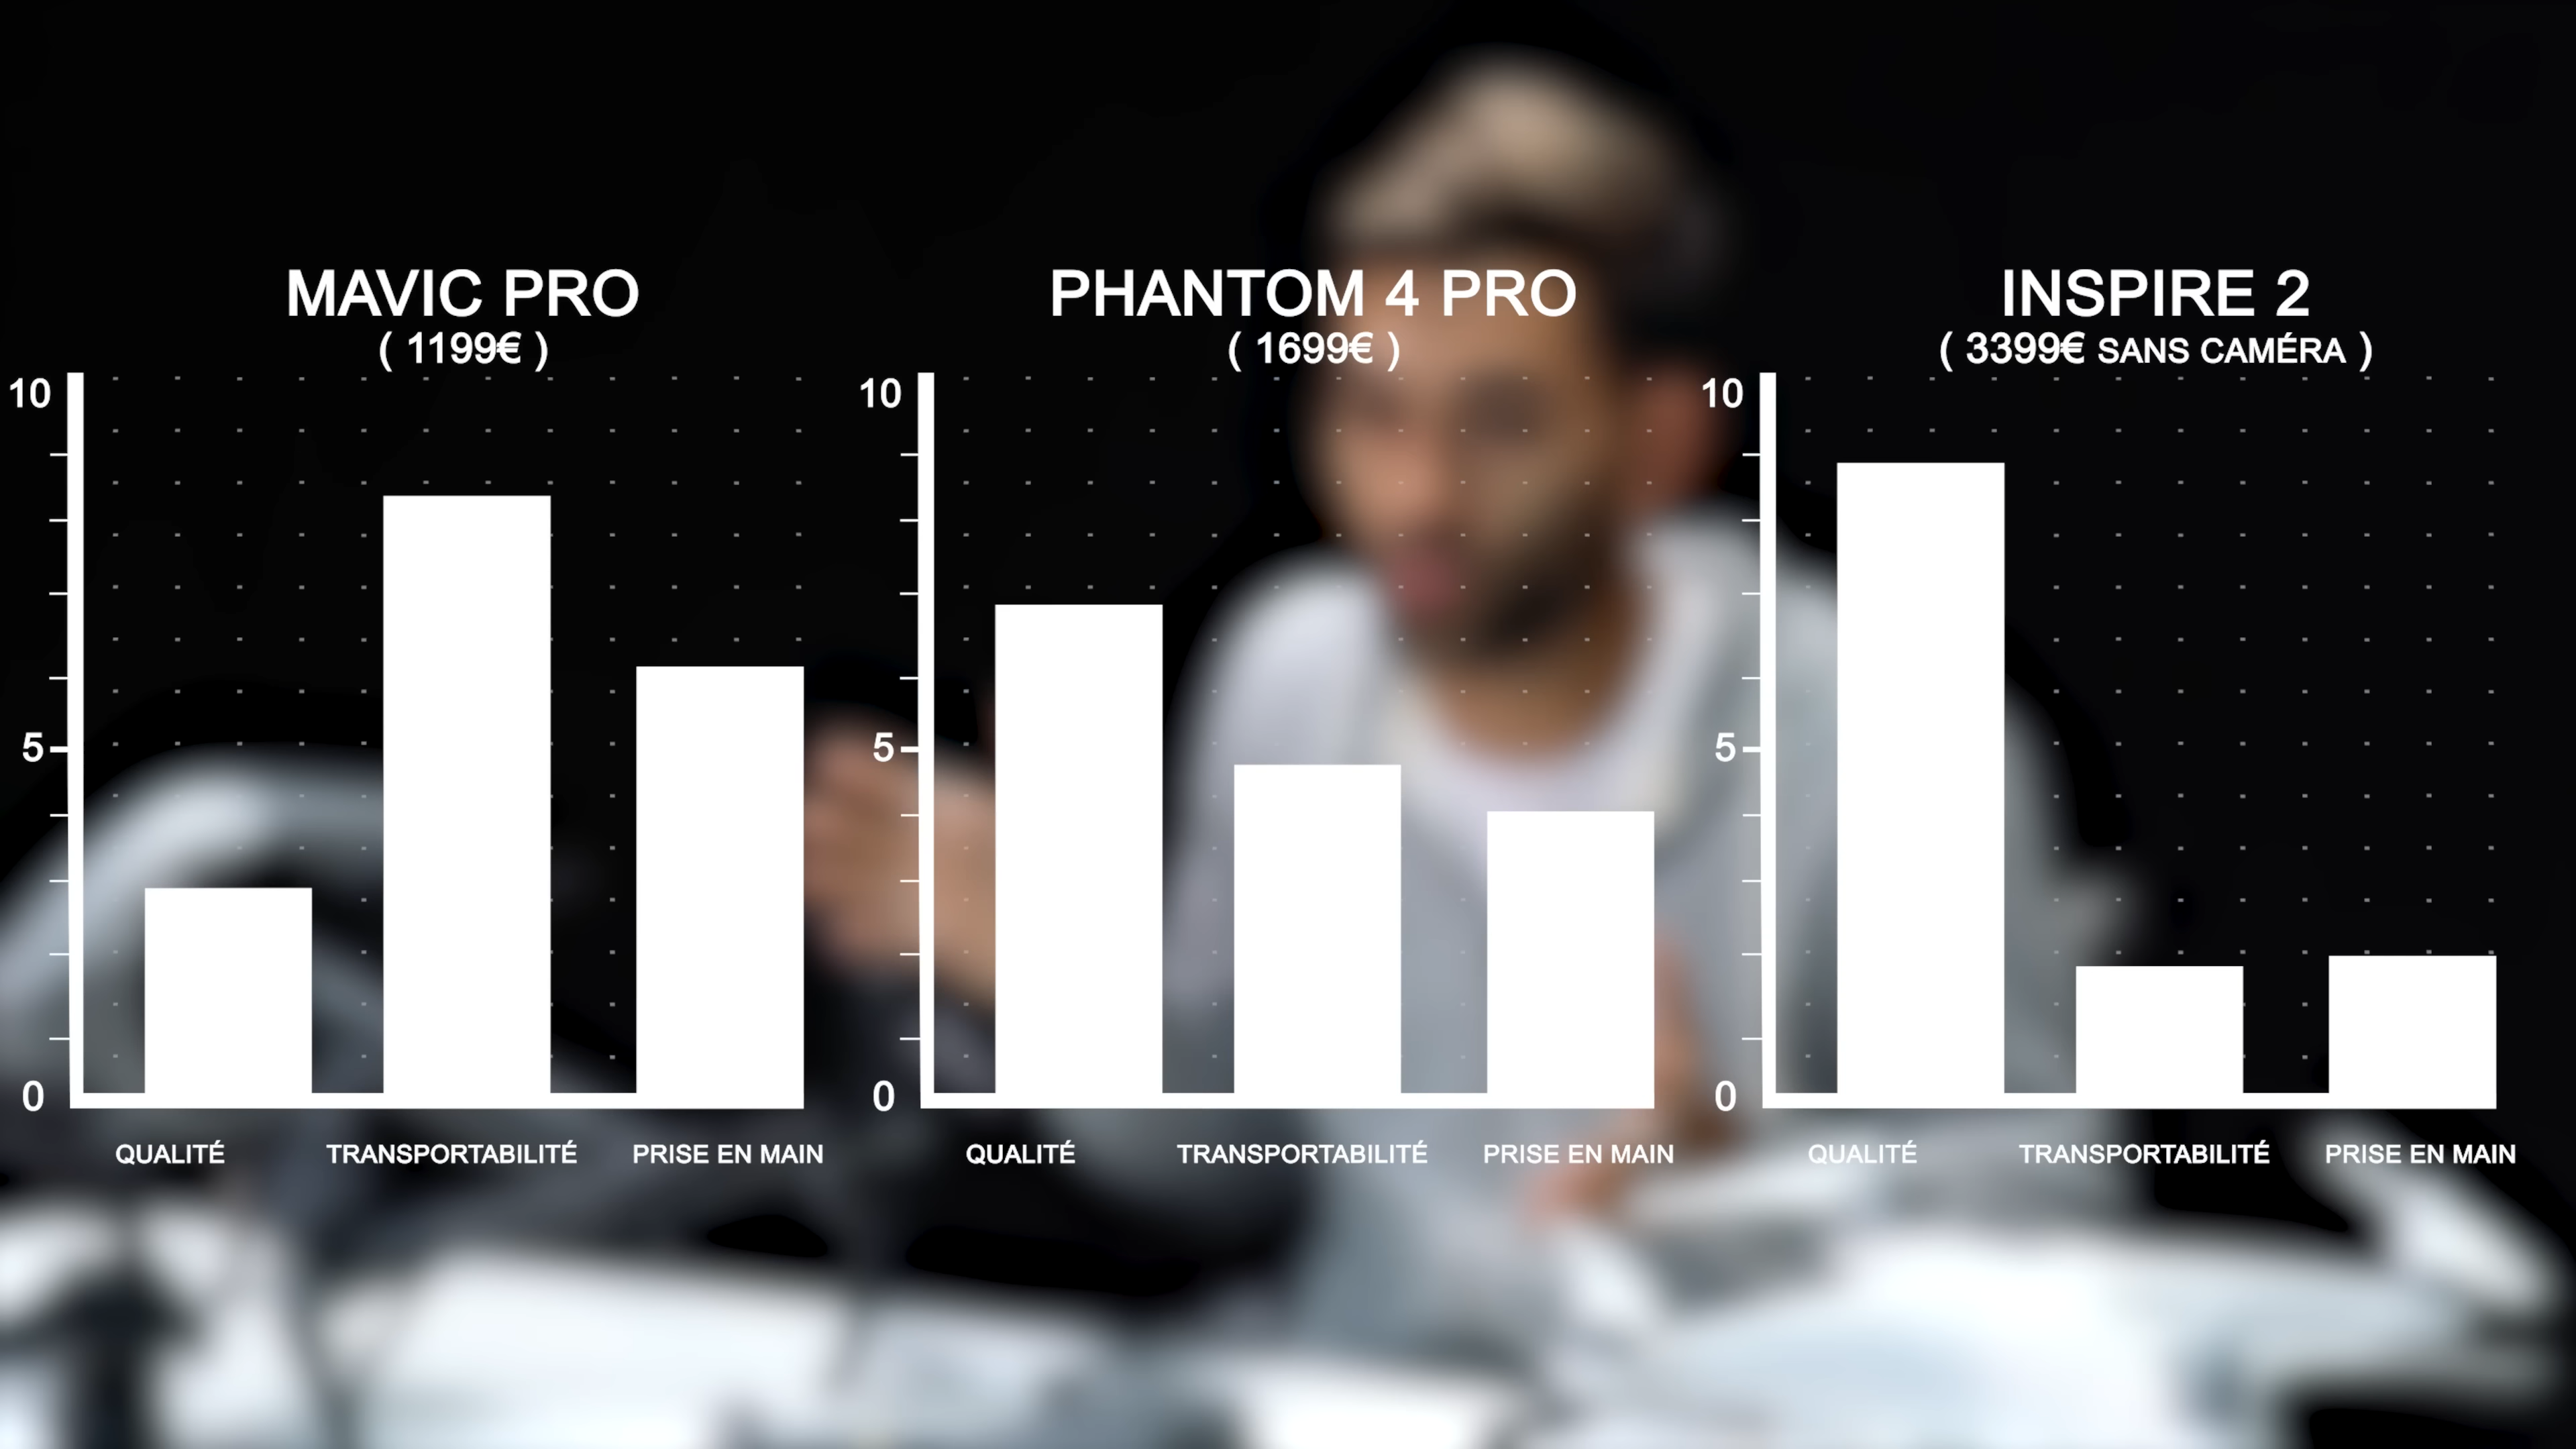 MAVIC PRO
( 1199€ )
10
5
0
QUALITÉ TRANSPORTABILITÉ PRISE EN MAIN
PHANTOM 4 PRO
( 1699€ )
10
5
0
QUALITÉ TRANSPORTABILITÉ PRISE EN MAIN
INSPIRE 2
( 3399€ SANS CAMÉRA )
10
5
0
QUALITÉ TRANSPORTABILITÉ PRISE EN MAIN